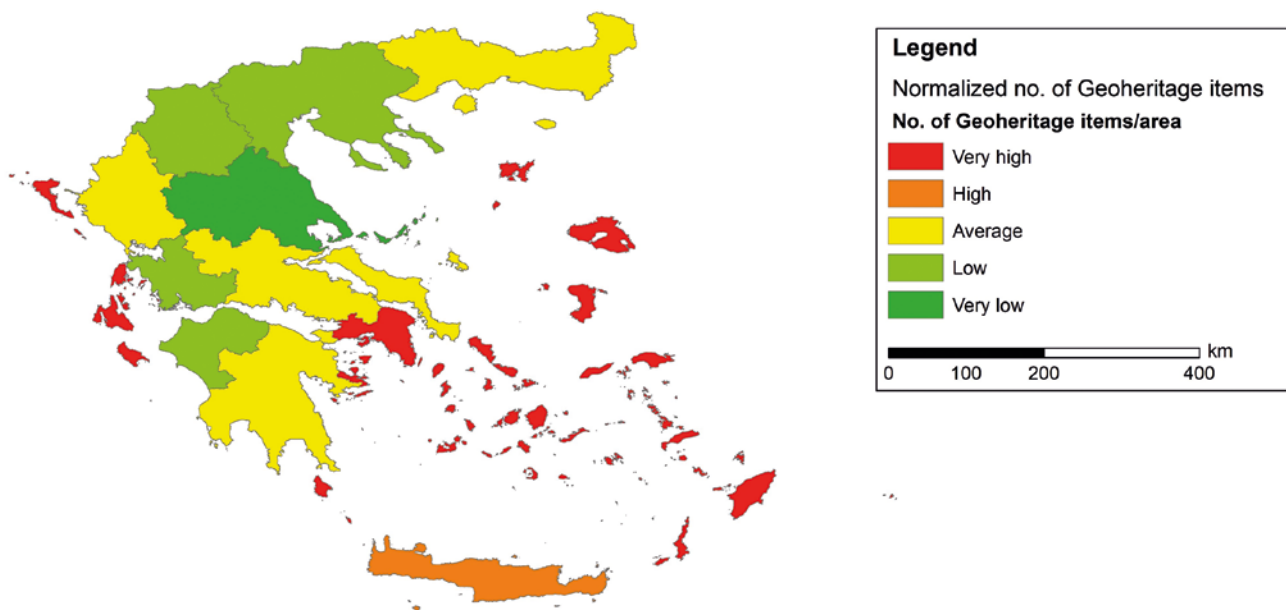 Legend
Normalized no. of Geoheritage items
No. of Geoheritage items/area
Very high
High
Average
Low
Very low
km
0 100 200 400